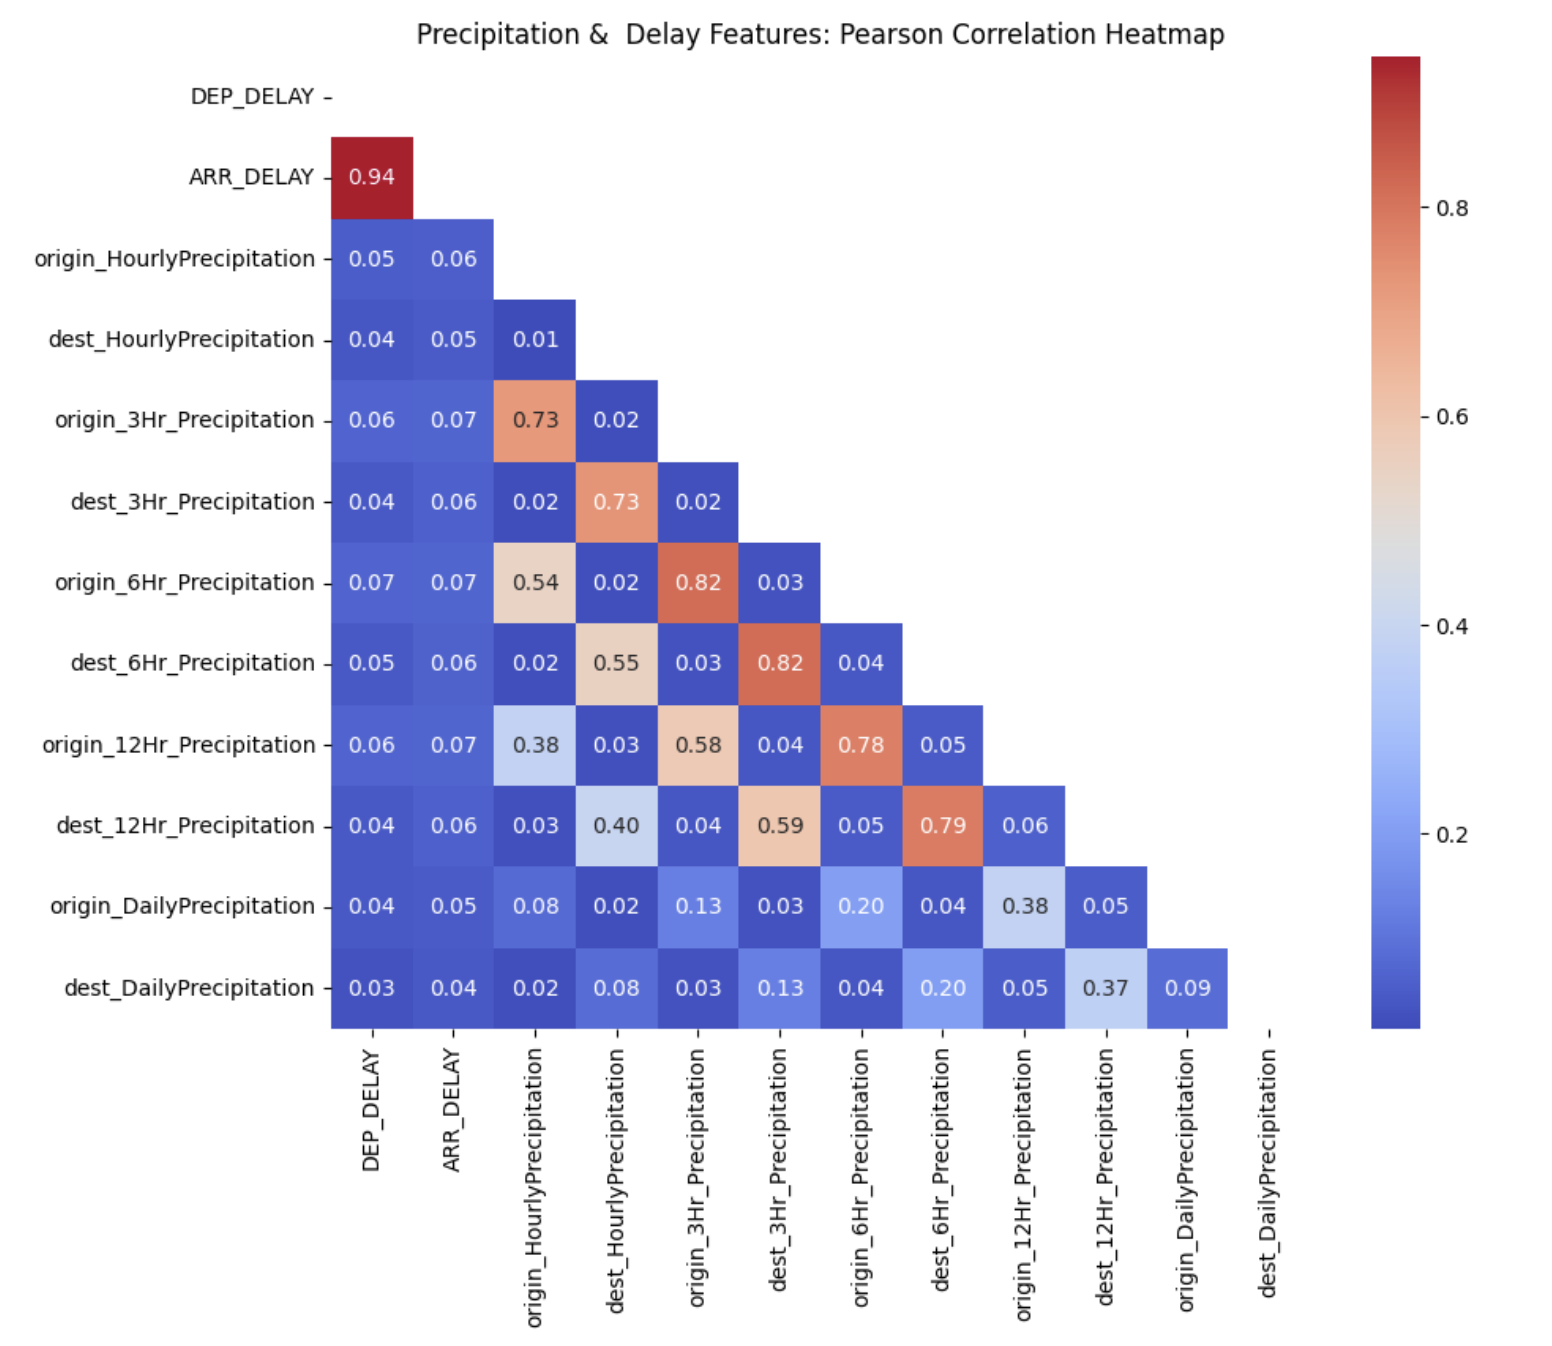 Precipitation &  Delay Features: Pearson Correlation Heatmap
DEP_DELAY
ARR_DELAY 0.94
origin_HourlyPrecipitation 0.05 0.06
dest_HourlyPrecipitation 0.04 0.05 0.01
origin_3Hr_Precipitation 0.06 0.07 0.73 0.02
dest_3Hr_Precipitation 0.04 0.06 0.02 0.73 0.02
origin_6Hr_Precipitation 0.07 0.07 0.54 0.02 0.82 0.03
dest_6Hr_Precipitation 0.05 0.06 0.02 0.55 0.03 0.82 0.04
origin_12Hr_Precipitation 0.06 0.07 0.38 0.03 0.58 0.04 0.78 0.05
dest_12Hr_Precipitation 0.04 0.06 0.03 0.40 0.04 0.59 0.05 0.79 0.06
origin_DailyPrecipitation 0.04 0.05 0.08 0.02 0.13 0.03 0.20 0.04 0.38 0.05
dest_DailyPrecipitation 0.03 0.04 0.02 0.08 0.03 0.13 0.04 0.20 0.05 0.37 0.09
DEP_DELAY
ARR_DELAY
origin_HourlyPrecipitation
dest_HourlyPrecipitation
origin_3Hr_Precipitation
dest_3Hr_Precipitation
origin_6Hr_Precipitation
dest_6Hr_Precipitation
origin_12Hr_Precipitation
dest_12Hr_Precipitation
origin_DailyPrecipitation
dest_DailyPrecipitation
0.8
0.6
0.4
0.2